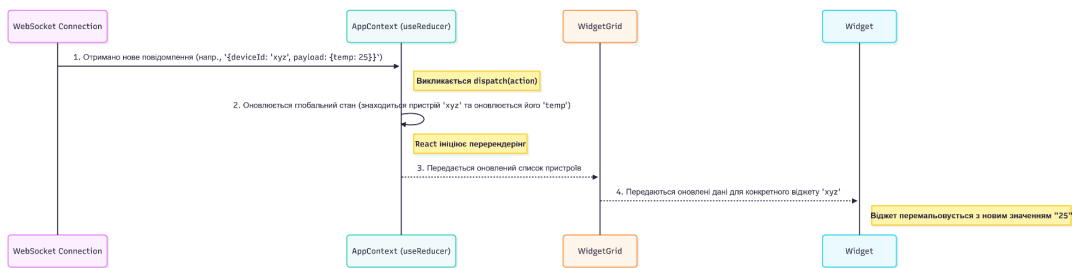 WebSocket Connection
AppContext (useReducer)
WidgetGrid
Widget
1. Отримано нове повідомлення (напр., '{deviceId: 'xyz', payload: {temp: 25}}')
Викликається dispatch(action)
2. Оновлюється глобальний стан (знаходиться пристрій 'xyz' та оновлюється його 'temp')
React ініціює перерендерінг
3. Передається оновлений список пристроїв
4. Передаються оновлені дані для конкретного віджету 'xyz'
Віджет перемальовується з новим значенням "25"
WebSocket Connection
AppContext (useReducer)
WidgetGrid
Widget